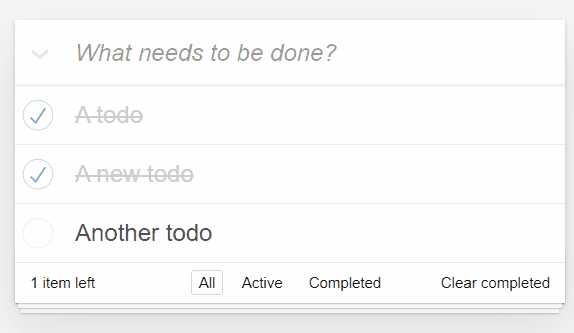 What needs to be done?
A todo
A new todo
Another todo
1 item left All Active Completed Clear completed